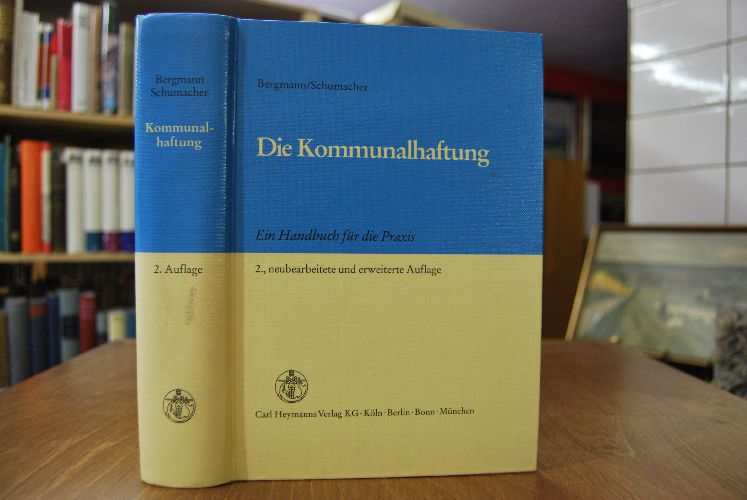 Bergmann
Schumacher
Kommunal-
haftung
2. Auflage
Bergmann/Schumacher
Die Kommunalhaftung
Ein Handbuch für die Praxis
2., neubearbeitete und erweiterte Auflage
Carl Heymanns Verlag KG · Köln · Berlin · Bonn · München